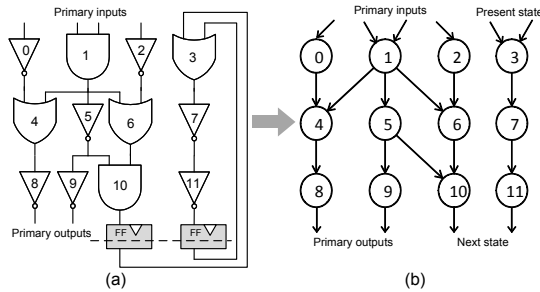 Primary inputs
0
1
2
3
4
5
6
7
8
9
10
11
FF
FF
Primary outputs
(a)
Primary inputs
Present state
0
1
2
3
4
5
6
7
8
9
10
11
Primary outputs
Next state
(b)